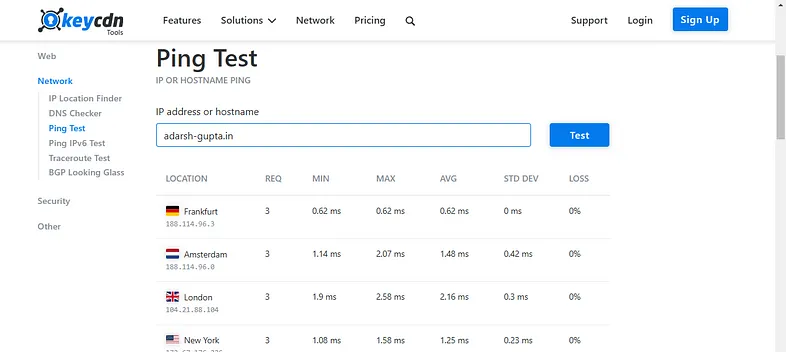 keycdn
Tools
Features Solutions Network Pricing Support Login Sign Up
Web
Network
IP Location Finder
DNS Checker
Ping Test
Ping IPv6 Test
Traceroute Test
BGP Looking Glass
Security
Other
Ping Test
IP OR HOSTNAME PING
IP address or hostname
adarsh-gupta.in Test
LOCATION REQ MIN MAX AVG STD DEV LOSS
Frankfurt 3 0.62 ms 0.62 ms 0.62 ms 0 ms 0%
188.114.96.3
Amsterdam 3 1.14 ms 2.07 ms 1.48 ms 0.42 ms 0%
188.114.96.0
London 3 1.9 ms 2.58 ms 2.16 ms 0.3 ms 0%
104.21.88.104
New York 3 1.08 ms 1.58 ms 1.25 ms 0.23 ms 0%